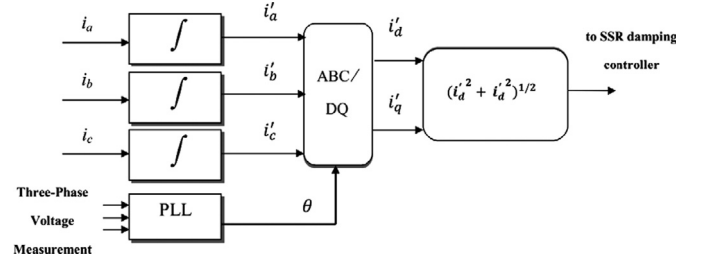 i_a
∫
i'_a
i_b
∫
i'_b
i_c
∫
i'_c
ABC/
DQ
i'_d
i'_q
(i'_d^2 + i'_d^2)^1/2
to SSR damping
controller
Three-Phase
Voltage
Measurement
PLL
θ